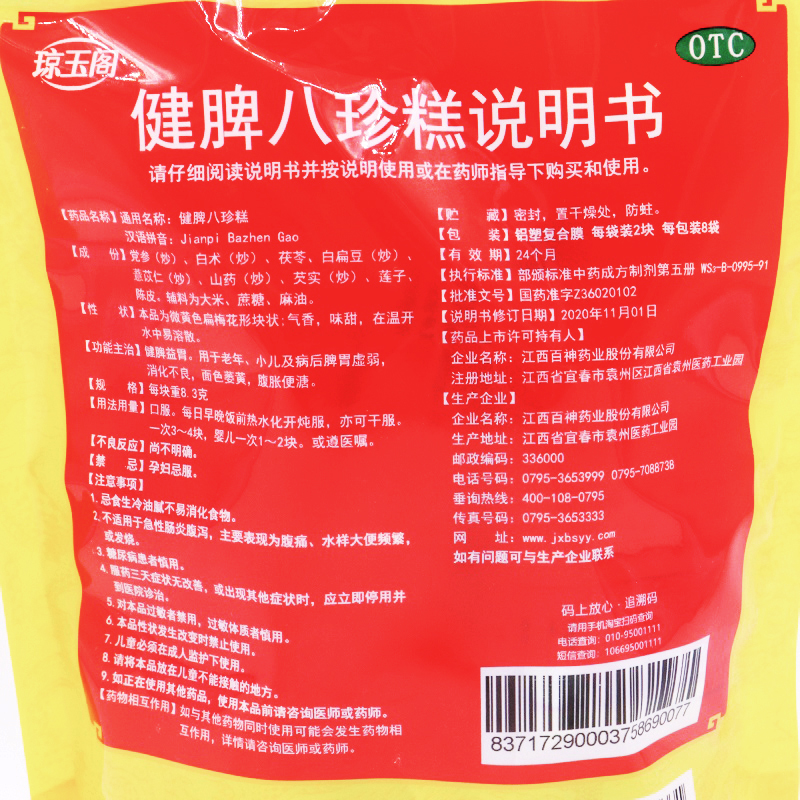 琼玉阁
OTC
健脾八珍糕说明书
请仔细阅读说明书并按说明使用或在药师指导下购买和使用。
【药品名称】通用名称：健脾八珍糕
汉语拼音：Jianpi Bazhen Gao
【成 份】党参（炒）、白术（炒）、茯苓、白扁豆（炒）、
薏苡仁（炒）、山药（炒）、芡实（炒）、莲子、
陈皮。辅料为大米、蔗糖、麻油。
【性 状】本品为微黄色扁梅花形块状；气香，味甜，在温开
水中易溶散。
【功能主治】健脾益胃。用于老年、小儿及病后脾胃虚弱，
消化不良，面色萎黄，腹胀便溏。
【规 格】每块重8.3克
【用法用量】口服。每日早晚饭前热水化开炖服，亦可干服。
一次3～4块，婴儿一次1～2块。或遵医嘱。
【不良反应】尚不明确。
【禁 忌】孕妇忌服。
【注意事项】
1. 忌食生冷油腻不易消化食物。
2. 不适用于急性肠炎腹泻，主要表现为腹痛、水样大便频繁，
或发烧。
3. 糖尿病患者慎用。
4. 服药三天症状无改善，或出现其他症状时，应立即停用并
到医院诊治。
5. 对本品过敏者禁用，过敏体质者慎用。
6. 本品性状发生改变时禁止使用。
7. 儿童必须在成人监护下使用。
8. 请将本品放在儿童不能接触的地方。
9. 如正在使用其他药品，使用本品前请咨询医师或药师。
【药物相互作用】如与其他药物同时使用可能会发生药物相
互作用，详情请咨询医师或药师。
【贮 藏】密封，置干燥处，防蛀。
【包 装】铝塑复合膜 每袋装2块 每包装8袋
【有 效 期】24个月
【执行标准】部颁标准中药成方制剂第五册 WS₃-B-0995-91
【批准文号】国药准字Z36020102
【说明书修订日期】2020年11月01日
【药品上市许可持有人】
企业名称：江西百神药业股份有限公司
注册地址：江西省宜春市袁州区江西省袁州医药工业园
【生产企业】
企业名称：江西百神药业股份有限公司
生产地址：江西省宜春市袁州医药工业园
邮政编码：336000
电话号码：0795-3653999 0795-7088738
垂询热线：400-108-0795
传真号码：0795-3653333
网 址：www.jxbsyy.com
如有问题可与生产企业联系
码上放心·追溯码
请用手机淘宝扫码查询
电话查询：010-95001111
短信查询：106695001111
83717290003758690077